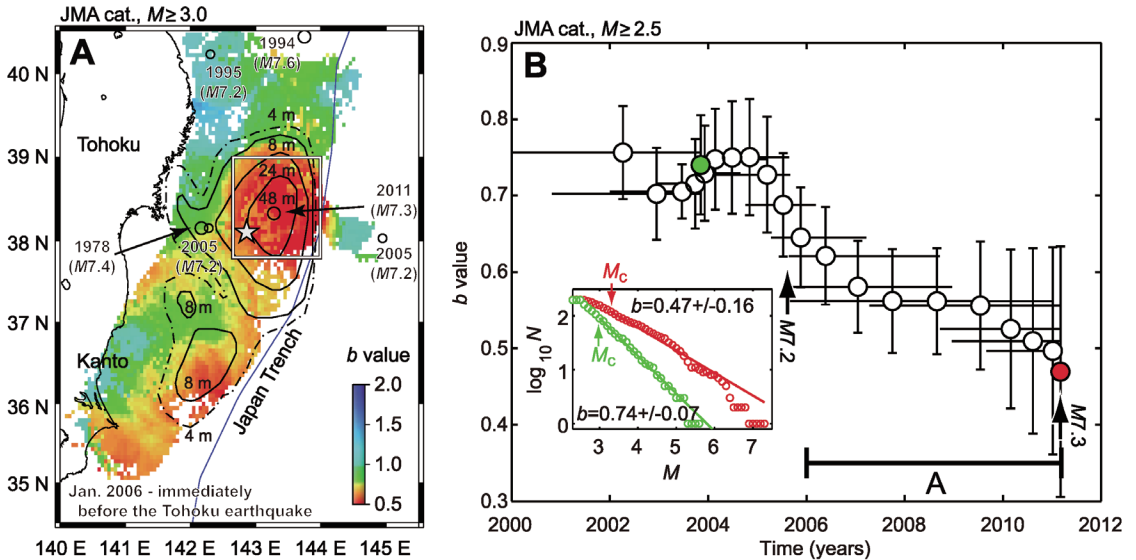 JMA cat., M≥3.0
A
40 N
39 N
38 N
37 N
36 N
35 N
140 E
141 E
142 E
143 E
144 E
145 E
1994
(M7.6)
1995
(M7.2)
Tohoku
4 m
8 m
24 m
48 m
2011
(M7.3)
1978
(M7.4)
2005
(M7.2)
2005
(M7.2)
8 m
Kanto
8 m
4 m
Japan Trench
b value
2.0
1.5
1.0
0.5
Jan. 2006 - immediately
before the Tohoku earthquake
JMA cat., M≥2.5
B
b value
0.9
0.8
0.7
0.6
0.5
0.4
0.3
2000
2002
2004
2006
2008
2010
2012
Time (years)
M7.2
M7.3
A
log10 N
2
1
0
Mc
b=0.47+/-0.16
Mc
b=0.74+/-0.07
3
4
5
6
7
M